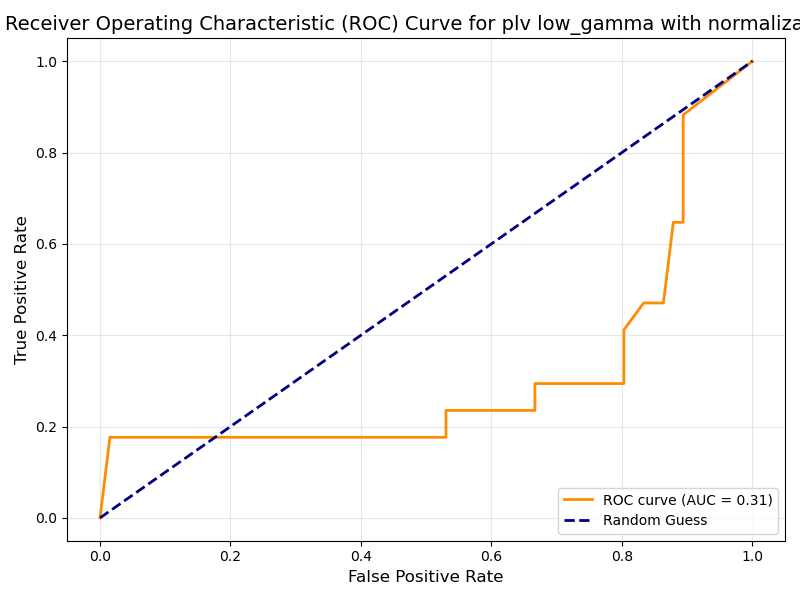 Receiver Operating Characteristic (ROC) Curve for plv low_gamma with normaliza
1.0
0.8
0.6
0.4
0.2
0.0
True Positive Rate
0.0 0.2 0.4 0.6 0.8 1.0
False Positive Rate
ROC curve (AUC = 0.31)
Random Guess